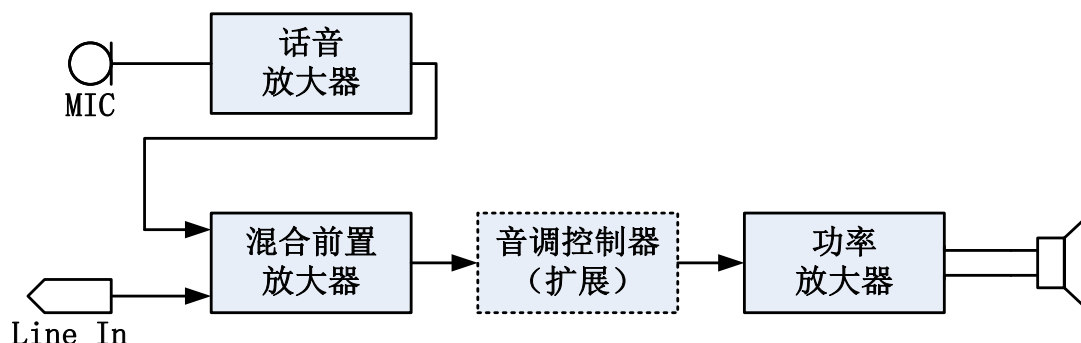 话音
放大器
MIC
混合前置
放大器
音调控制器
（扩展）
功率
放大器
Line In